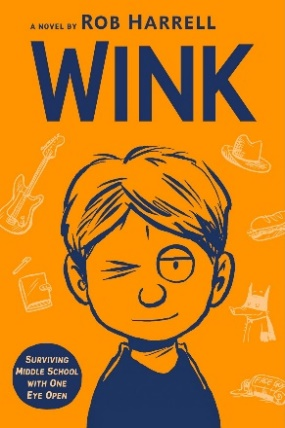 A NOVEL BY ROB HARRELL
WINK
SURVIVING
MIDDLE SCHOOL
WITH ONE
EYE OPEN